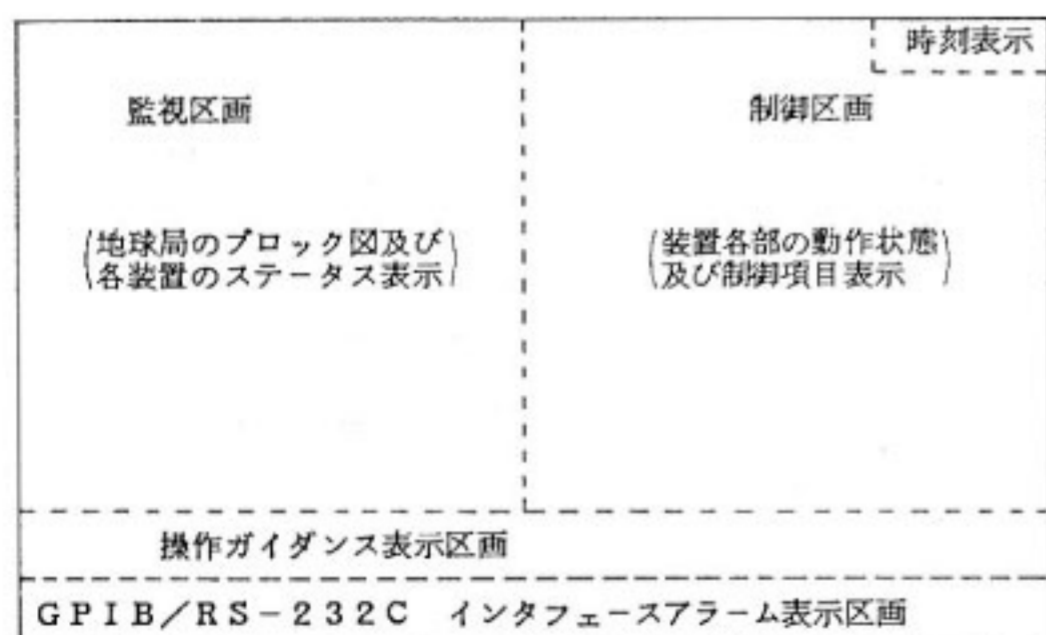 時刻表示
監視区画
制御区画
(地球局のブロック図及び
各装置のステータス表示)
(装置各部の動作状態
及び制御項目表示)
操作ガイダンス表示区画
GPIB/RS-232C インタフェースアラーム表示区画